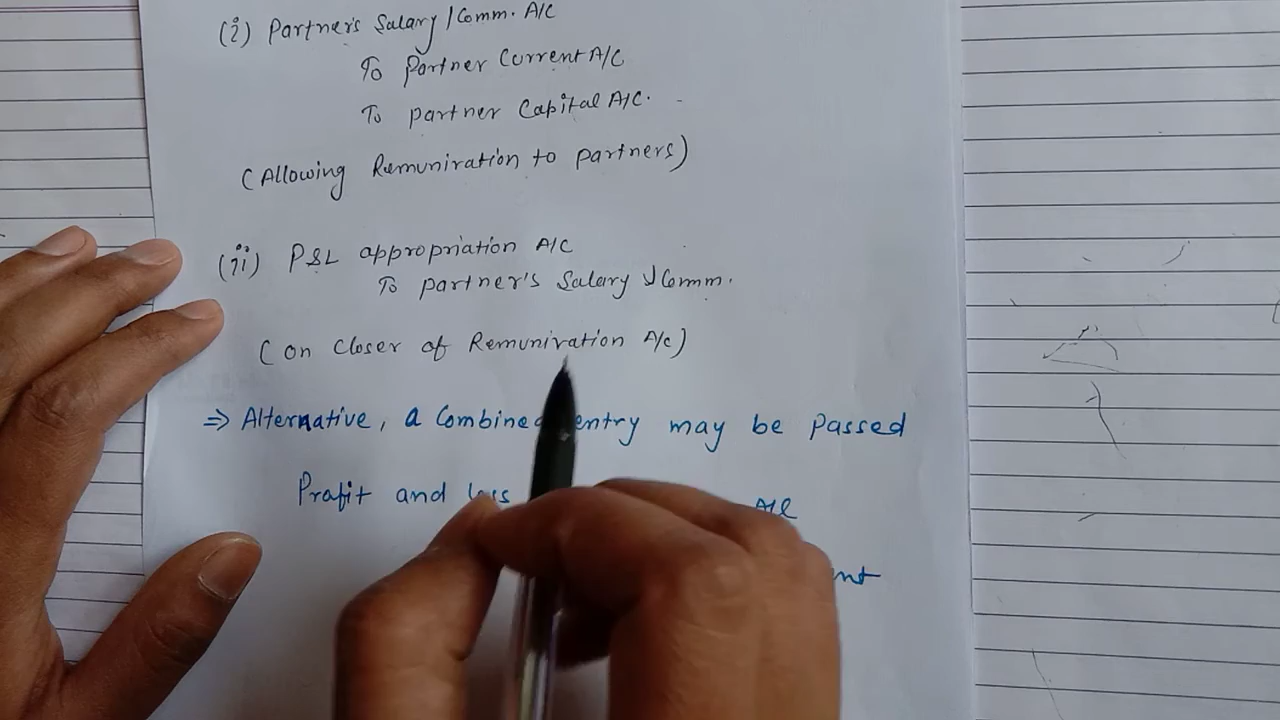 (i) Partner's Salary / Comm. A/C
To Partner Current A/C
To partner Capital A/C.
(Allowing Remuniration to partners)
(ii) P&L appropriation A/C
To partner's Salary / Comm.
(on closer of Remuniration A/c)
⇒ Alternative, a Combined entry may be passed
Profit and loss A/c